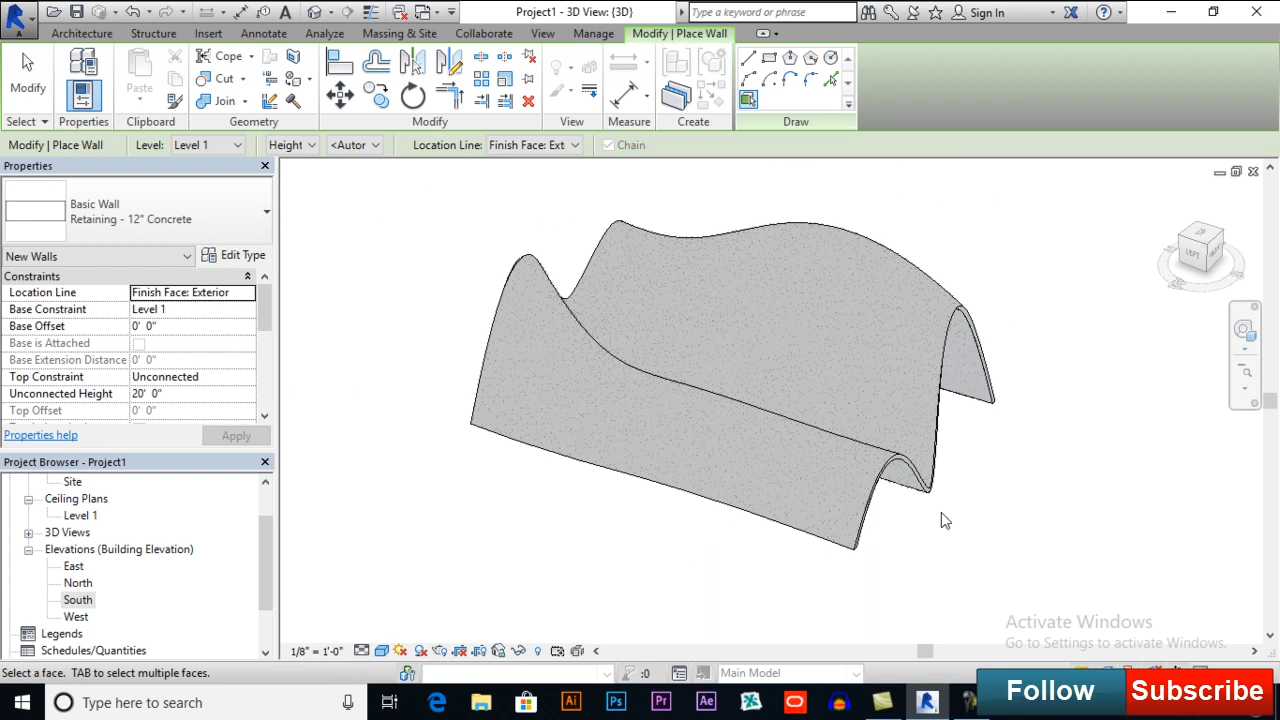 Project1 - 3D View: {3D}
Type a keyword or phrase
Sign In
Architecture
Structure
Insert
Annotate
Analyze
Massing & Site
Collaborate
View
Manage
Modify | Place Wall
Modify
Paste
Cope
Cut
Join
Select
Properties
Clipboard
Geometry
Modify
View
Measure
Create
Draw
Modify | Place Wall
Level: Level 1
Height
<Autor
Location Line: Finish Face: Ext
Chain
Properties
Basic Wall
Retaining - 12" Concrete
New Walls
Edit Type
Constraints
Location Line Finish Face: Exterior
Base Constraint Level 1
Base Offset 0' 0"
Base is Attached
Base Extension Distance 0' 0"
Top Constraint Unconnected
Unconnected Height 20' 0"
Top Offset 0' 0"
Properties help
Apply
Project Browser - Project1
Site
Ceiling Plans
Level 1
3D Views
Elevations (Building Elevation)
East
North
South
West
Legends
Schedules/Quantities
LEFT
1/8" = 1'-0"
Activate Windows
Go to Settings to activate Windows.
Select a face. TAB to select multiple faces.
:0
Main Model
Follow
Subscribe
Type here to search
Ai
Ps
Pr
Ae